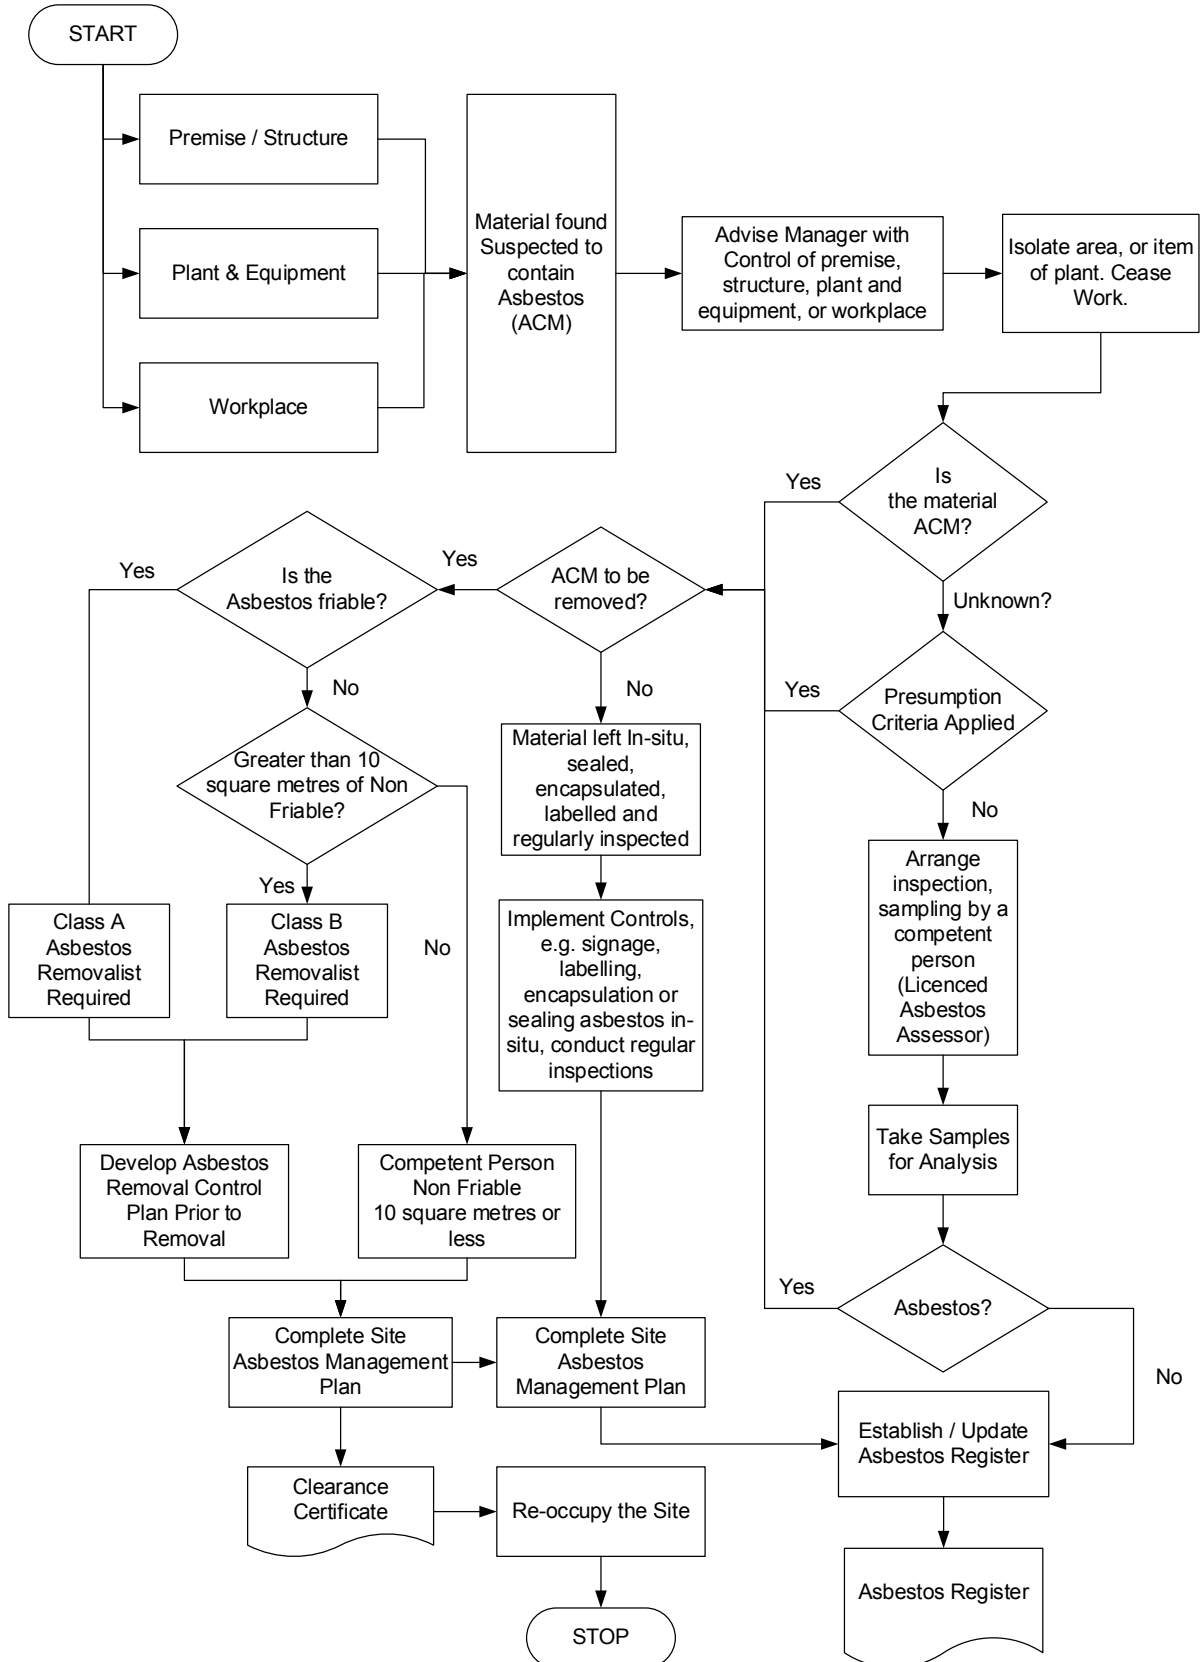 START
Premise / Structure
Plant & Equipment
Workplace
Material found
Suspected to
contain
Asbestos
(ACM)
Advise Manager with
Control of premise,
structure, plant and
equipment, or workplace
Isolate area, or item
of plant. Cease
Work.
Is
the material
ACM?
Yes
Unknown?
Presumption
Criteria Applied
Yes
No
Arrange
inspection,
sampling by a
competent
person
(Licenced
Asbestos
Assessor)
Take Samples
for Analysis
Asbestos?
Yes
No
ACM to be
removed?
Yes
No
Is the
Asbestos friable?
Yes
No
Greater than 10
square metres of Non
Friable?
Yes
No
Class A
Asbestos
Removalist
Required
Class B
Asbestos
Removalist
Required
Material left In-situ,
sealed,
encapsulated,
labelled and
regularly inspected
Implement Controls,
e.g. signage,
labelling,
encapsulation or
sealing asbestos in-
situ, conduct regular
inspections
Develop Asbestos
Removal Control
Plan Prior to
Removal
Competent Person
Non Friable
10 square metres or
less
Complete Site
Asbestos Management
Plan
Complete Site
Asbestos
Management Plan
Establish / Update
Asbestos Register
Clearance
Certificate
Re-occupy the Site
Asbestos Register
STOP